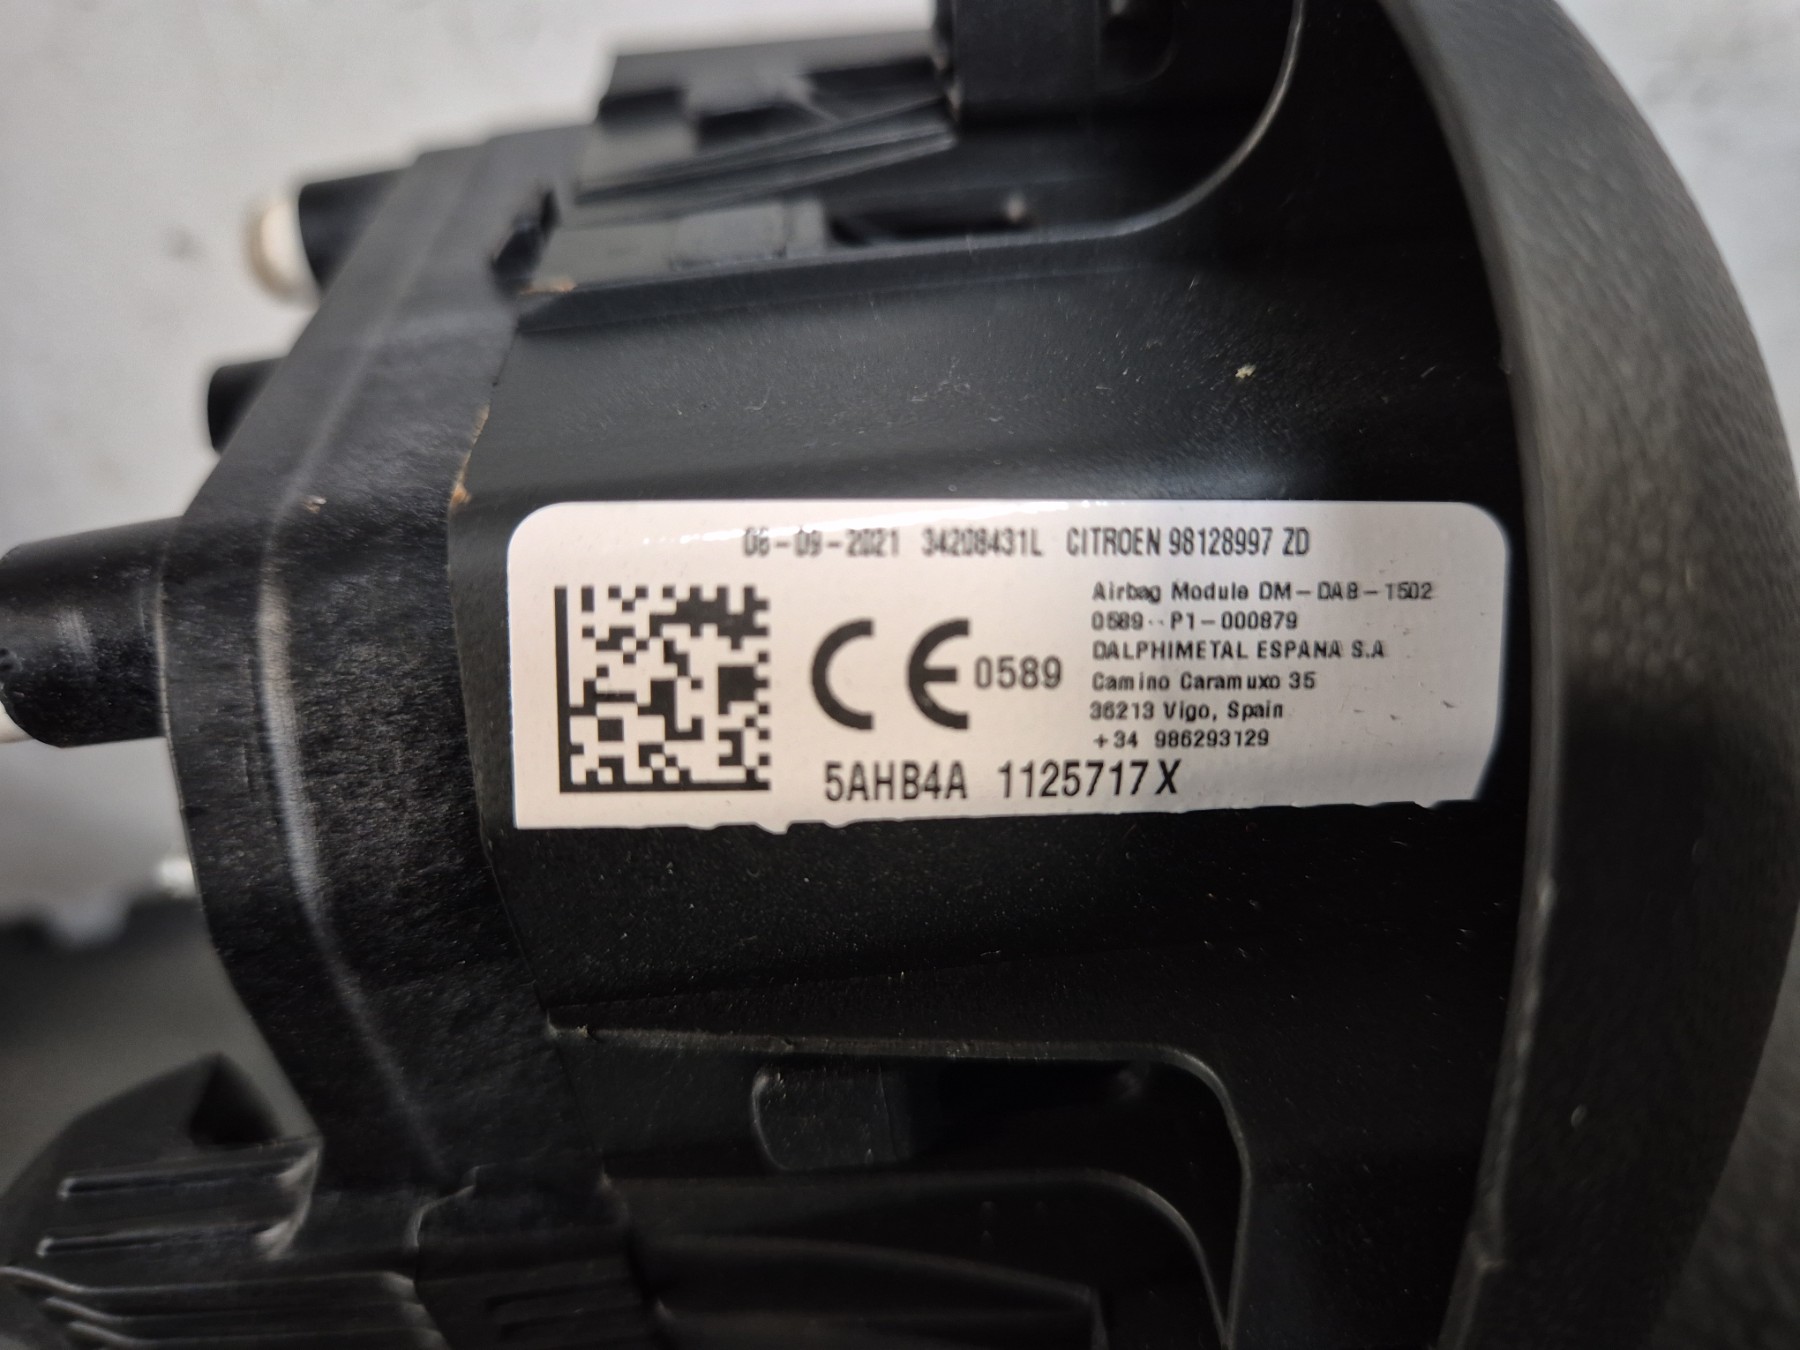 06-09-2021 34208431L CITROEN 98128997 ZD
Airbag Module DM-DAB-1502
0589-P1-000879
DALPHIMETAL ESPANA S.A
Camino Caramuxo 35
36213 Vigo, Spain
+34 986293129
CE 0589
5AHB4A 1125717X